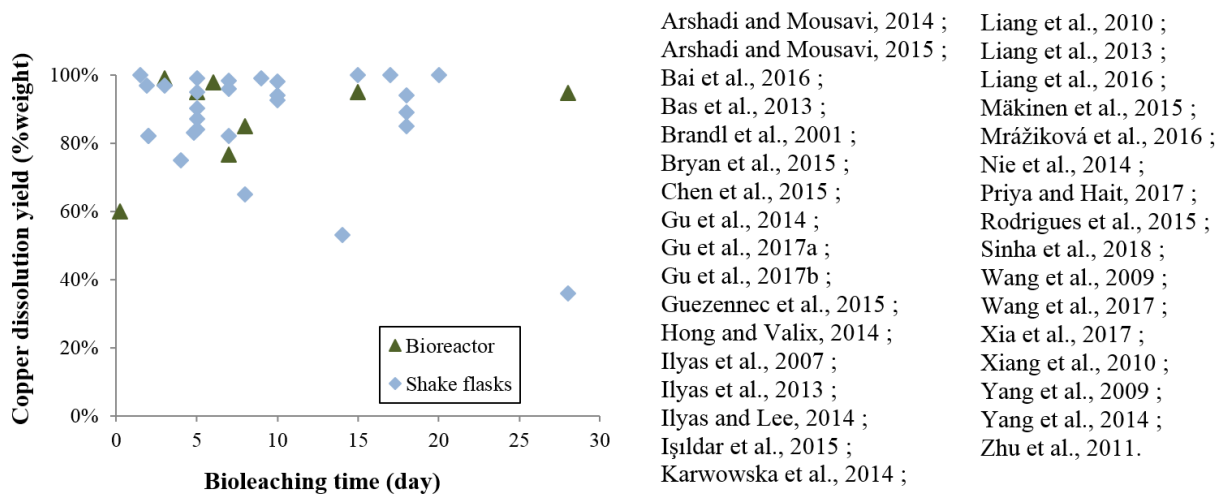 Copper dissolution yield (%weight)
100%
80%
60%
40%
20%
0%
0
5
10
15
20
25
30
Bioleaching time (day)
Bioreactor
Shake flasks
Arshadi and Mousavi, 2014 ;
Arshadi and Mousavi, 2015 ;
Bai et al., 2016 ;
Bas et al., 2013 ;
Brandl et al., 2001 ;
Bryan et al., 2015 ;
Chen et al., 2015 ;
Gu et al., 2014 ;
Gu et al., 2017a ;
Gu et al., 2017b ;
Guezennec et al., 2015 ;
Hong and Valix, 2014 ;
Ilyas et al., 2007 ;
Ilyas et al., 2013 ;
Ilyas and Lee, 2014 ;
Işıldar et al., 2015 ;
Karwowska et al., 2014 ;
Liang et al., 2010 ;
Liang et al., 2013 ;
Liang et al., 2016 ;
Mäkinen et al., 2015 ;
Mrážiková et al., 2016 ;
Nie et al., 2014 ;
Priya and Hait, 2017 ;
Rodrigues et al., 2015 ;
Sinha et al., 2018 ;
Wang et al., 2009 ;
Wang et al., 2017 ;
Xia et al., 2017 ;
Xiang et al., 2010 ;
Yang et al., 2009 ;
Yang et al., 2014 ;
Zhu et al., 2011.